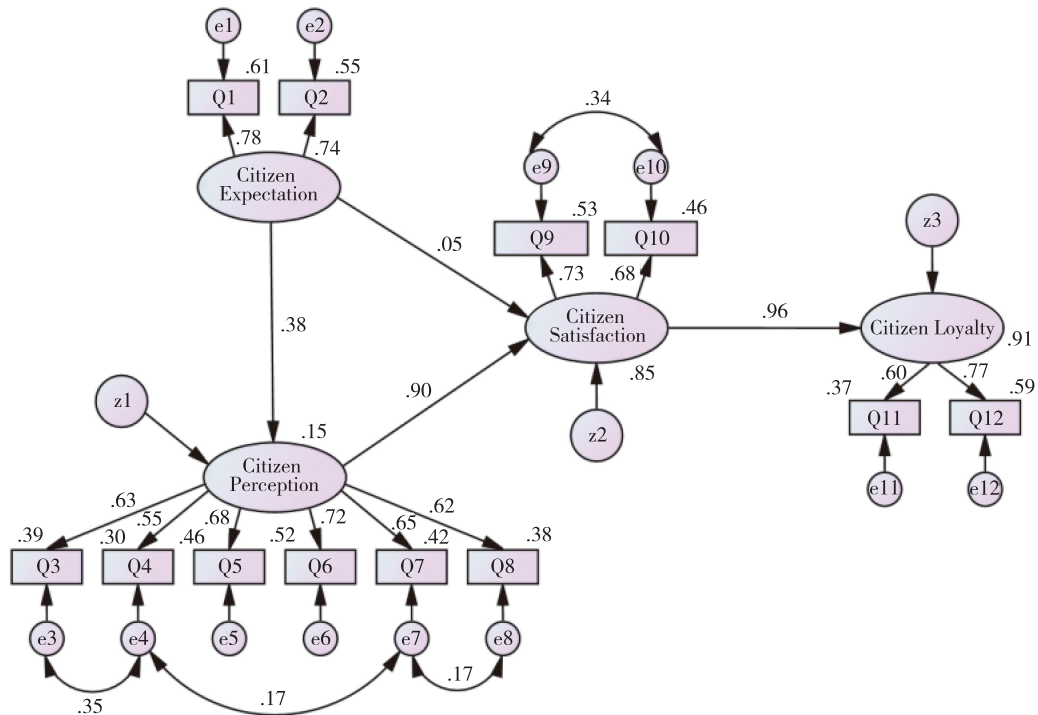 e1
e2
.61
.55
Q1
Q2
.78
.74
Citizen
Expectation
.34
e9
e10
.53
.46
Q9
Q10
.73
.68
z3
.05
Citizen
Satisfaction
.96
Citizen Loyalty
.91
.38
.85
.60
.77
.37
.59
z1
.90
z2
Q11
Q12
.15
Citizen
Perception
e11
e12
.63
.55
.68
.72
.65
.62
.39
.30
.46
.52
.42
.38
Q3
Q4
Q5
Q6
Q7
Q8
e3
e4
e5
e6
e7
e8
.35
.17
.17